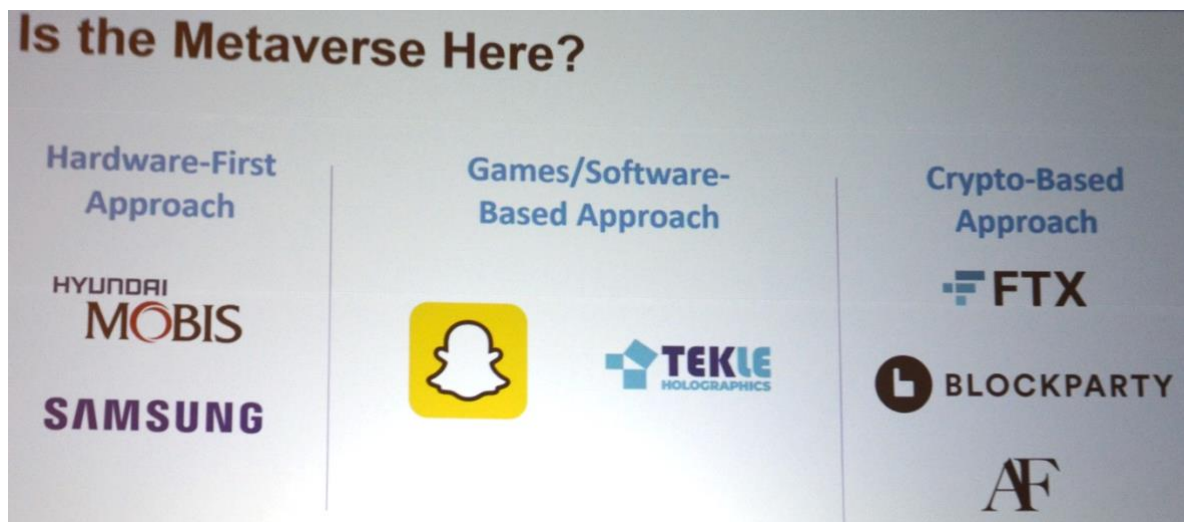 Is the Metaverse Here?
Hardware-First
Approach
HYUNDAI
MOBIS
SAMSUNG
Games/Software-
Based Approach
TEKLE
HOLOGRAPHICS
Crypto-Based
Approach
FTX
BLOCKPARTY
AF